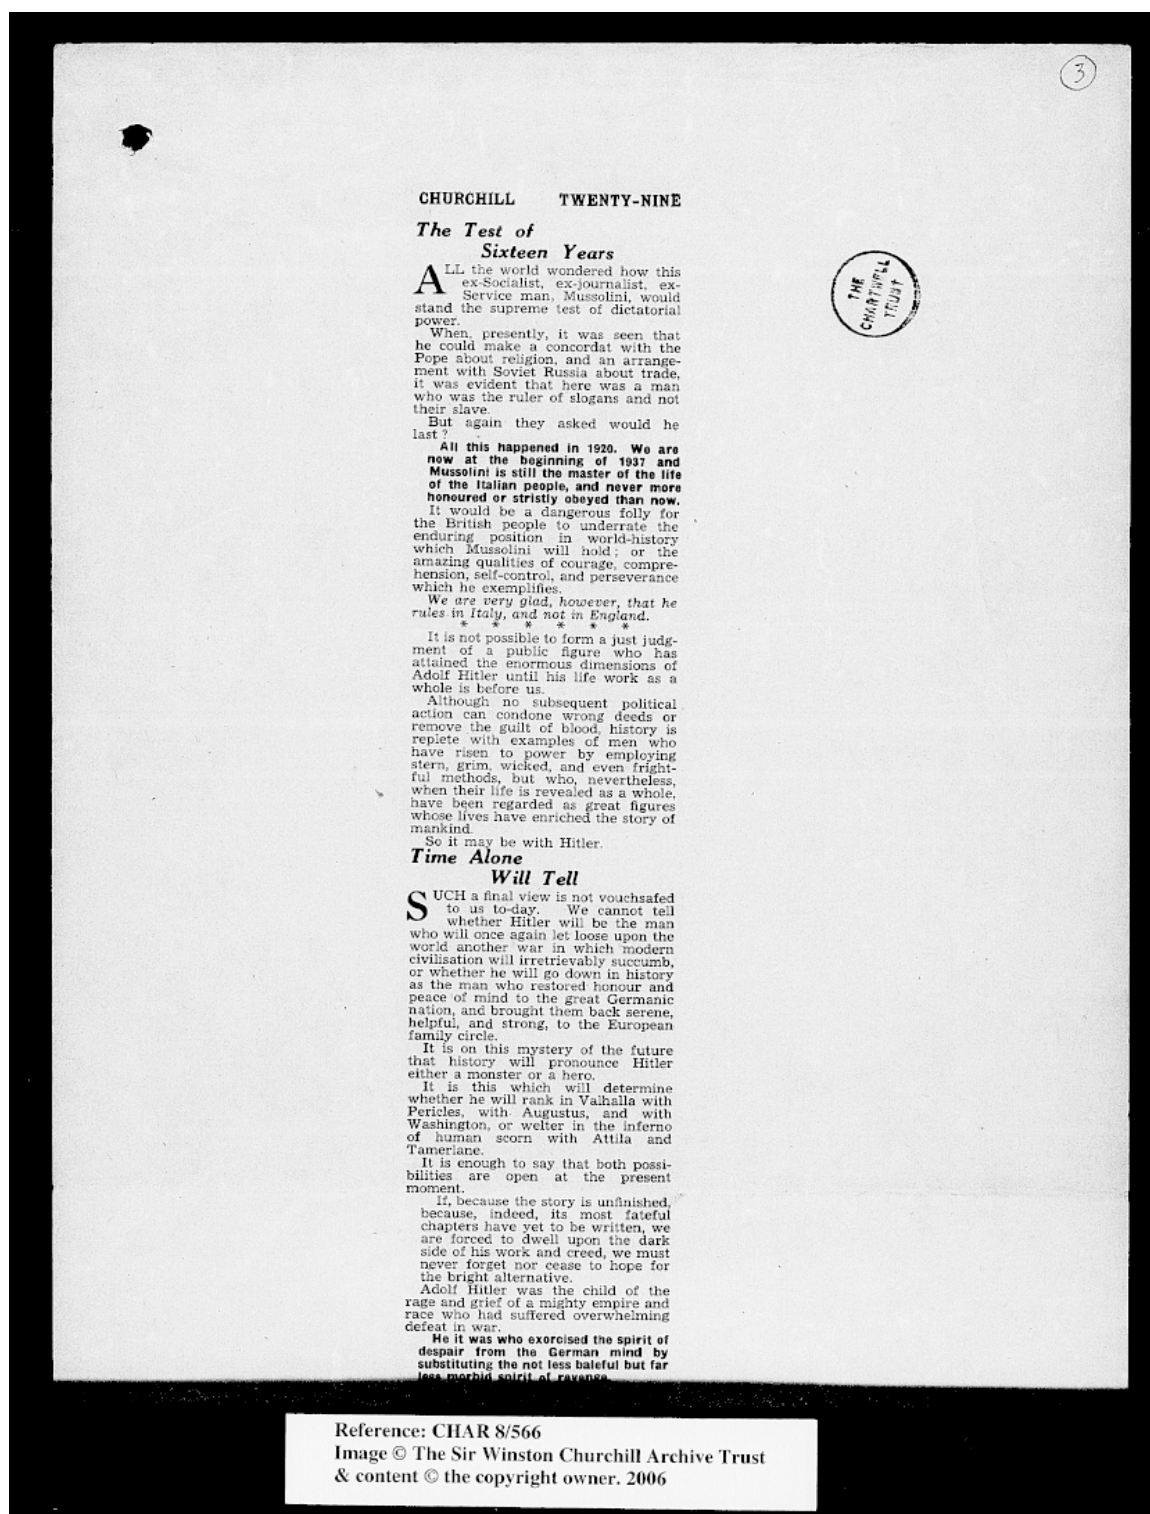 3
CHURCHILL TWENTY-NINE
The Test of
Sixteen Years
ALL the world wondered how this
ex-Socialist, ex-journalist, ex-
Service man, Mussolini, would
stand the supreme test of dictatorial
power.
When, presently, it was seen that
he could make a concordat with the
Pope about religion, and an arrange-
ment with Soviet Russia about trade,
it was evident that here was a man
who was the ruler of slogans and not
their slave.
But again they asked would he
last ?
All this happened in 1920. We are
now at the beginning of 1937 and
Mussolini is still the master of the life
of the Italian people, and never more
honoured or stristly obeyed than now.
It would be a dangerous folly for
the British people to underrate the
enduring position in world-history
which Mussolini will hold ; or the
amazing qualities of courage, compre-
hension, self-control, and perseverance
which he exemplifies.
We are very glad, however, that he
rules in Italy, and not in England.
* * * * * *
It is not possible to form a just judg-
ment of a public figure who has
attained the enormous dimensions of
Adolf Hitler until his life work as a
whole is before us.
Although no subsequent political
action can condone wrong deeds or
remove the guilt of blood, history is
replete with examples of men who
have risen to power by employing
stern, grim, wicked, and even fright-
ful methods, but who, nevertheless,
when their life is revealed as a whole,
have been regarded as great figures
whose lives have enriched the story of
mankind.
So it may be with Hitler.
Time Alone
Will Tell
SUCH a final view is not vouchsafed
to us to-day. We cannot tell
whether Hitler will be the man
who will once again let loose upon the
world another war in which modern
civilisation will irretrievably succumb,
or whether he will go down in history
as the man who restored honour and
peace of mind to the great Germanic
nation, and brought them back serene,
helpful, and strong, to the European
family circle.
It is on this mystery of the future
that history will pronounce Hitler
either a monster or a hero.
It is this which will determine
whether he will rank in Valhalla with
Pericles, with Augustus, and with
Washington, or welter in the inferno
of human scorn with Attila and
Tamerlane.
It is enough to say that both possi-
bilities are open at the present
moment.
If, because the story is unfinished,
because, indeed, its most fateful
chapters have yet to be written, we
are forced to dwell upon the dark
side of his work and creed, we must
never forget nor cease to hope for
the bright alternative.
Adolf Hitler was the child of the
rage and grief of a mighty empire and
race who had suffered overwhelming
defeat in war.
He it was who exorcised the spirit of
despair from the German mind by
substituting the not less baleful but far
less morbid spirit of revenge.
THE
CHARTWELL
TRUST
Reference: CHAR 8/566
Image © The Sir Winston Churchill Archive Trust
& content © the copyright owner. 2006